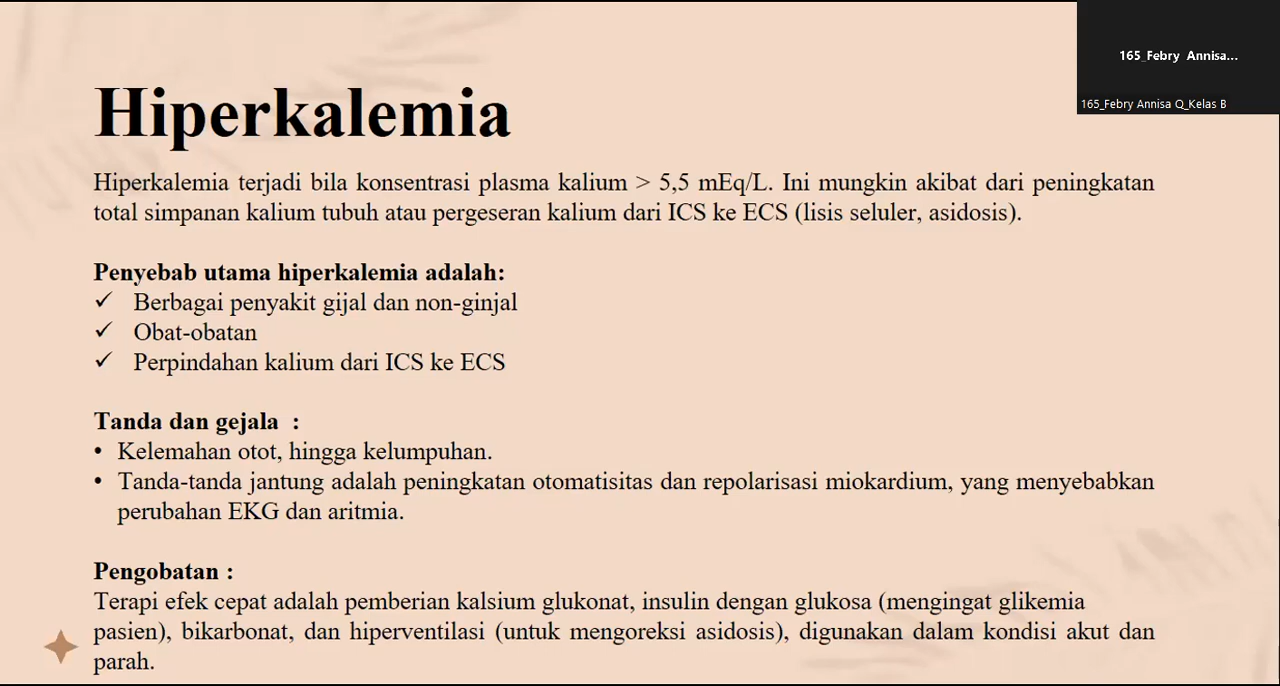 165_Febry Annisa...
165_Febry Annisa Q_Kelas B
Hiperkalemia
Hiperkalemia terjadi bila konsentrasi plasma kalium > 5,5 mEq/L. Ini mungkin akibat dari peningkatan
total simpanan kalium tubuh atau pergeseran kalium dari ICS ke ECS (lisis seluler, asidosis).
Penyebab utama hiperkalemia adalah:
✓ Berbagai penyakit gijal dan non-ginjal
✓ Obat-obatan
✓ Perpindahan kalium dari ICS ke ECS
Tanda dan gejala :
• Kelemahan otot, hingga kelumpuhan.
• Tanda-tanda jantung adalah peningkatan otomatisitas dan repolarisasi miokardium, yang menyebabkan
perubahan EKG dan aritmia.
Pengobatan :
Terapi efek cepat adalah pemberian kalsium glukonat, insulin dengan glukosa (mengingat glikemia
pasien), bikarbonat, dan hiperventilasi (untuk mengoreksi asidosis), digunakan dalam kondisi akut dan
parah.